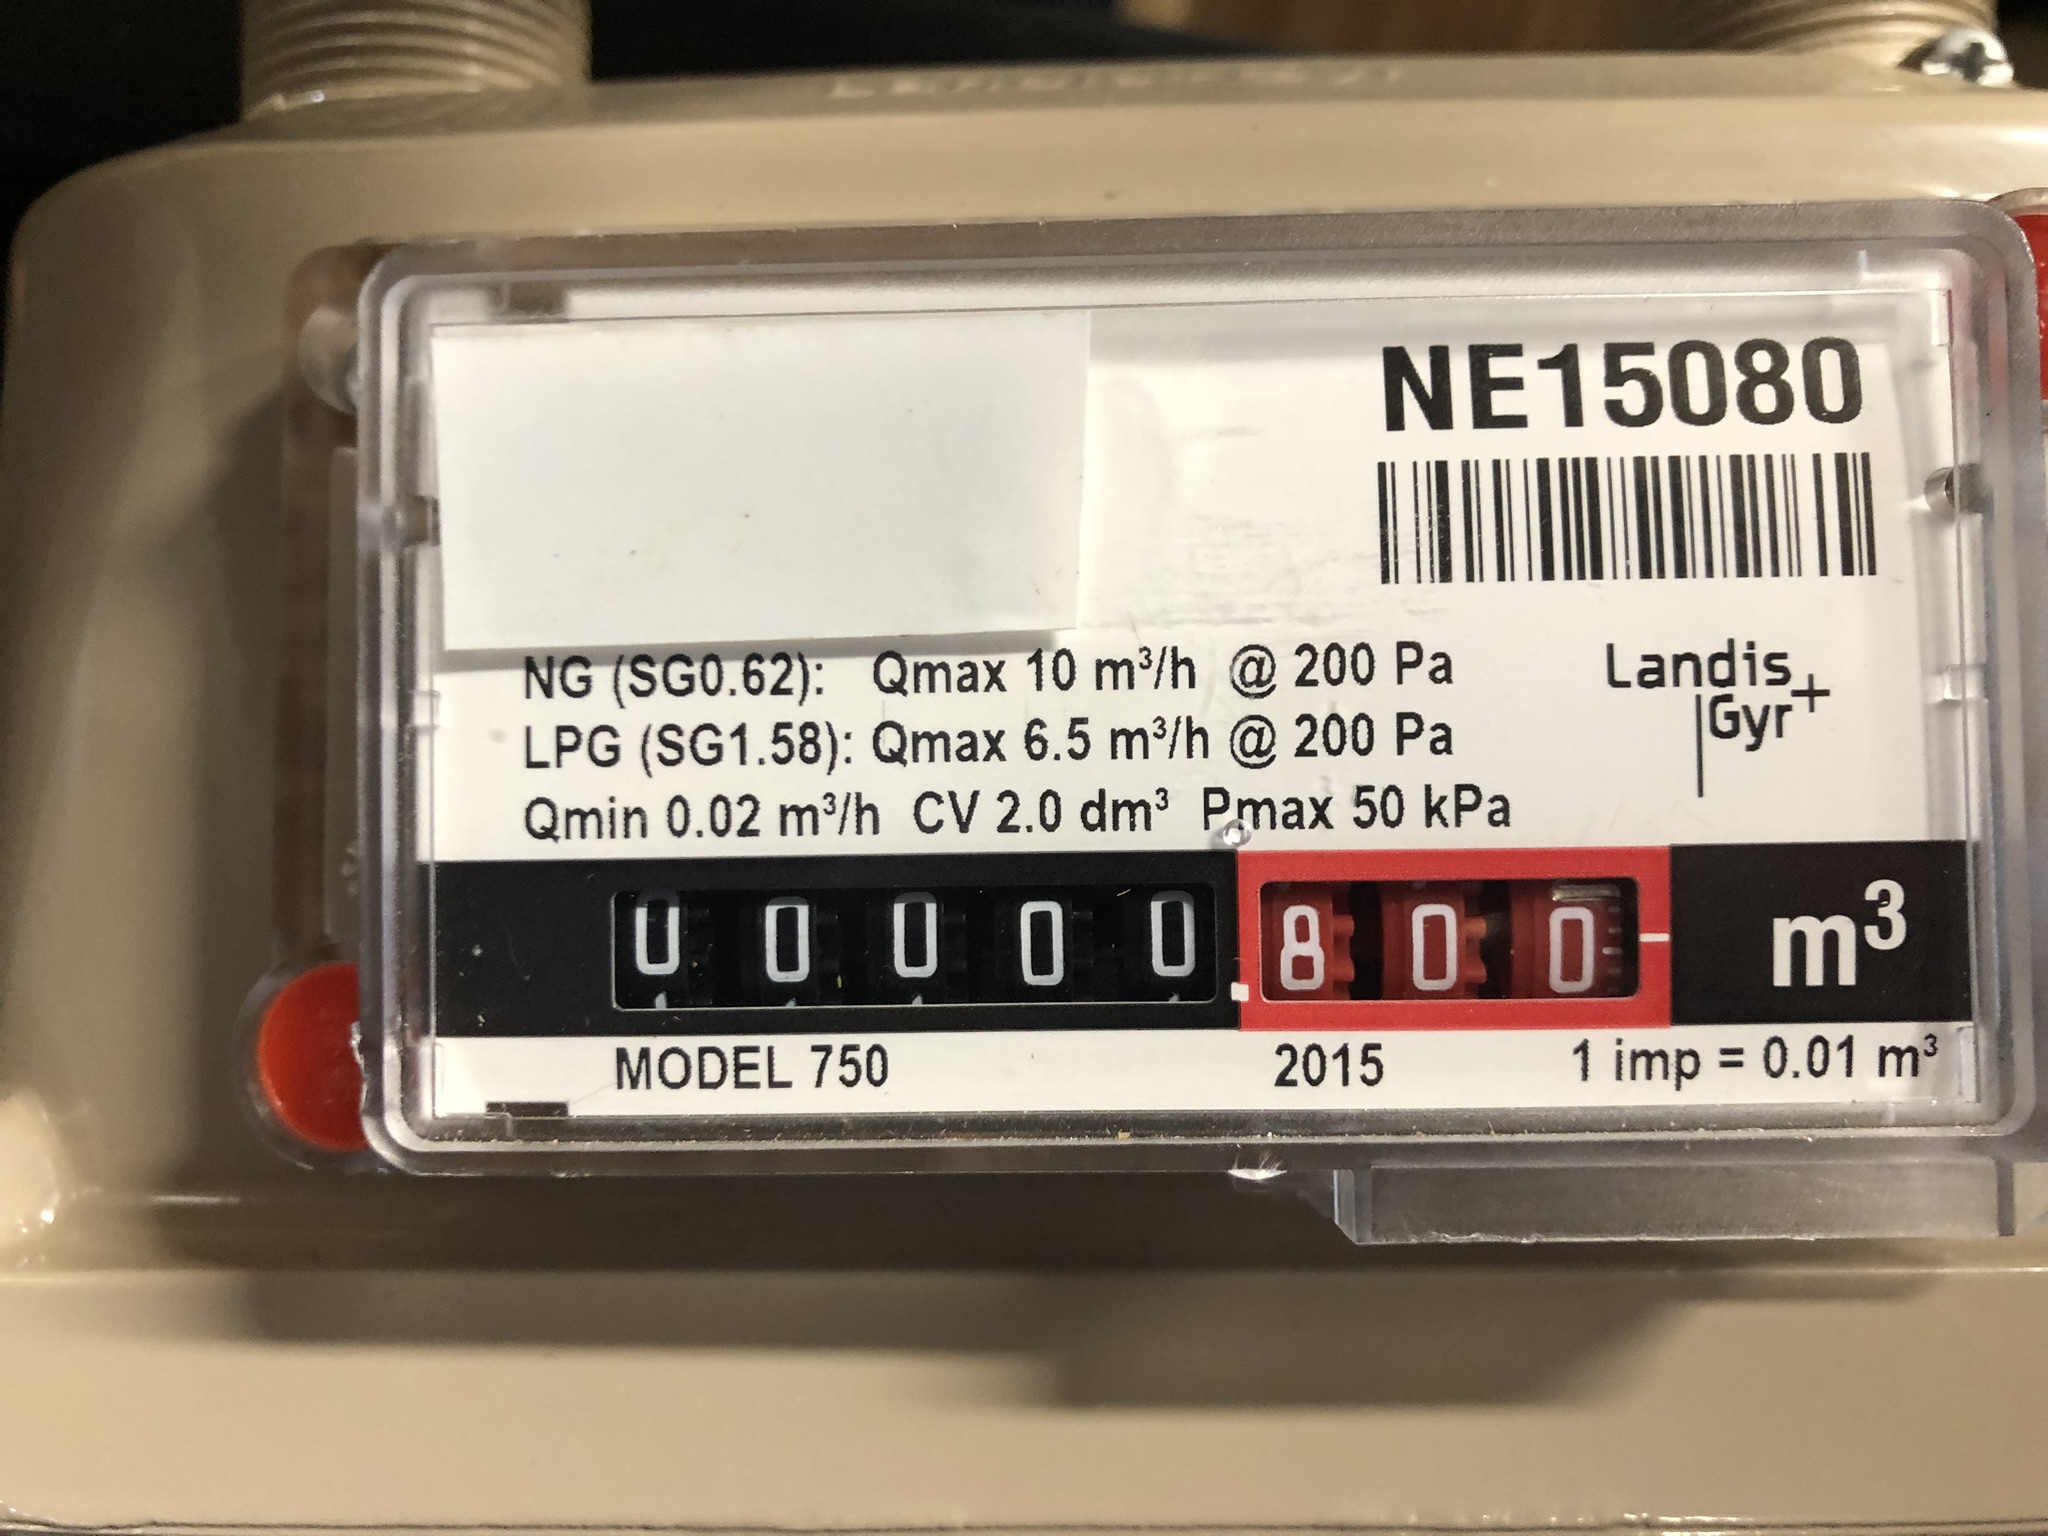 NE15080
NG (SG0.62): Qmax 10 m³/h @ 200 Pa
LPG (SG1.58): Qmax 6.5 m³/h @ 200 Pa
Qmin 0.02 m³/h CV 2.0 dm³ Pmax 50 kPa
Landis
Gyr+
00000 800 m³
MODEL 750 2015 1 imp = 0.01 m³